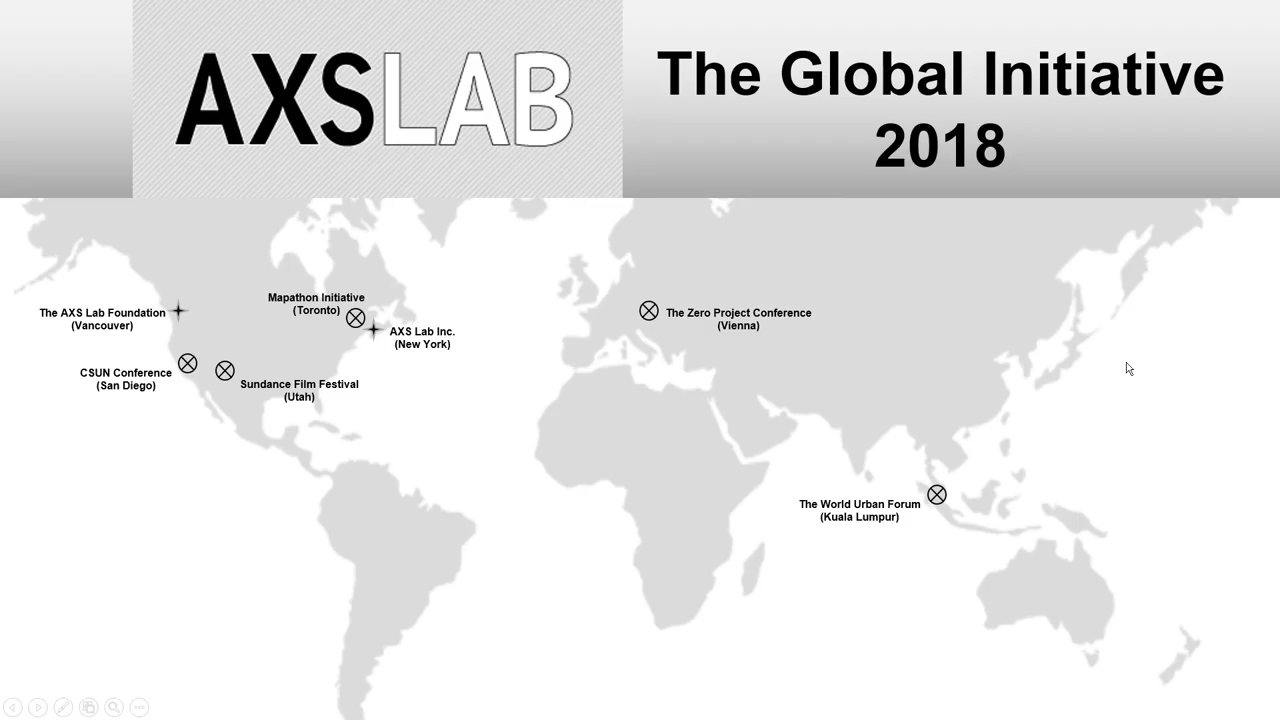 AXSLAB
The Global Initiative
2018
Mapathon Initiative
(Toronto)
The AXS Lab Foundation
(Vancouver)
AXS Lab Inc.
(New York)
The Zero Project Conference
(Vienna)
CSUN Conference
(San Diego)
Sundance Film Festival
(Utah)
The World Urban Forum
(Kuala Lumpur)